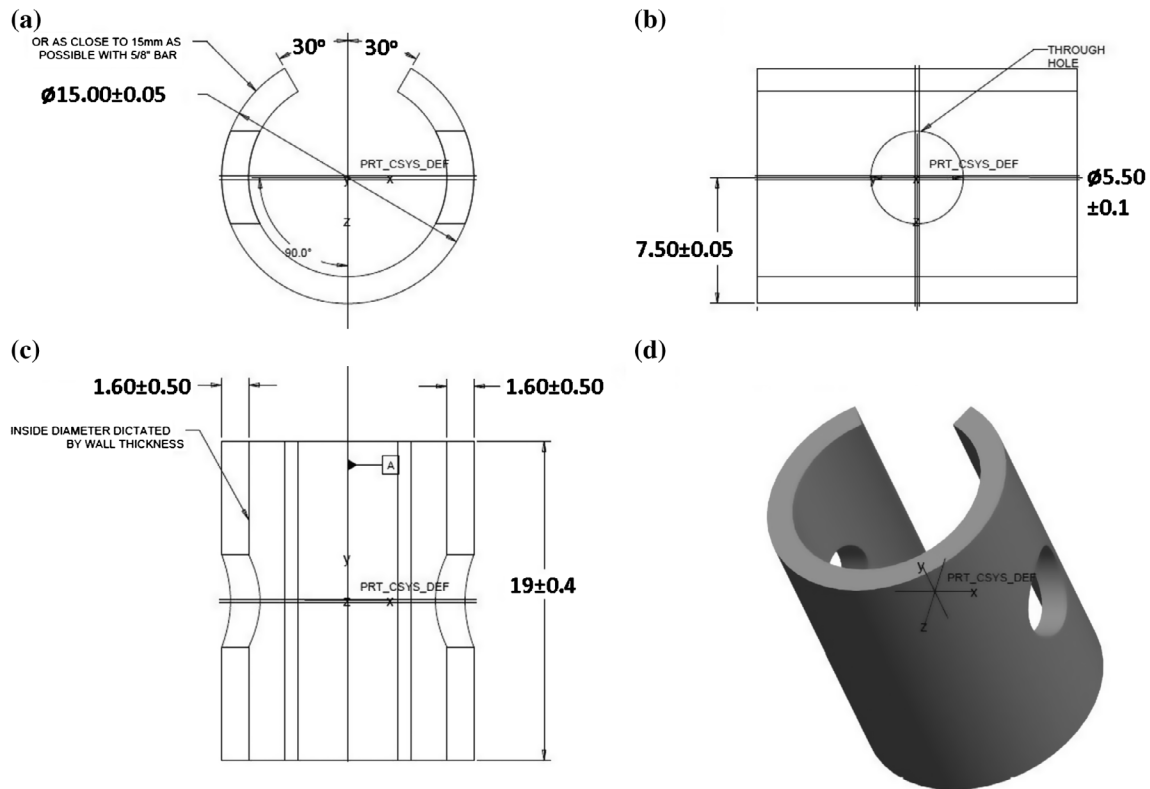 (a)
OR AS CLOSE TO 15mm AS
POSSIBLE WITH 5/8" BAR
30° 30°
ø15.00±0.05
PRT_CSYS_DEF
y x
z
90.0°
(b)
THROUGH
HOLE
PRT_CSYS_DEF
y x
z
ø5.50
±0.1
7.50±0.05
(c)
1.60±0.50 1.60±0.50
INSIDE DIAMETER DICTATED
BY WALL THICKNESS
A
y
PRT_CSYS_DEF
z x
19±0.4
(d)
y
PRT_CSYS_DEF
x
z